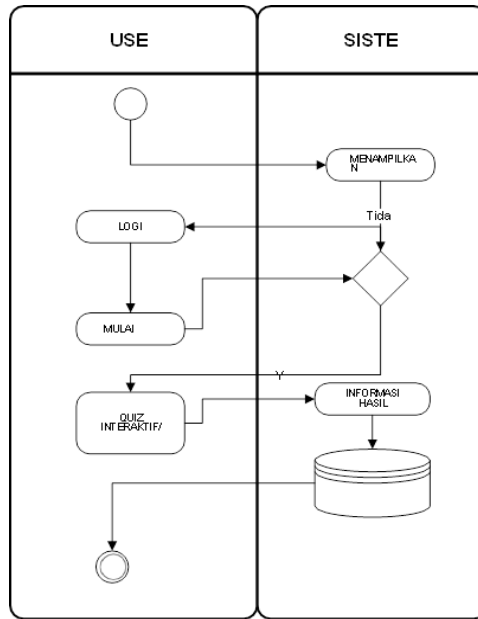 USE
SISTE
MENAMPILKA
N
Tida
LOGI
MULAI
Y
QUIZ
INTERAKTIF/
INFORMASI
HASIL